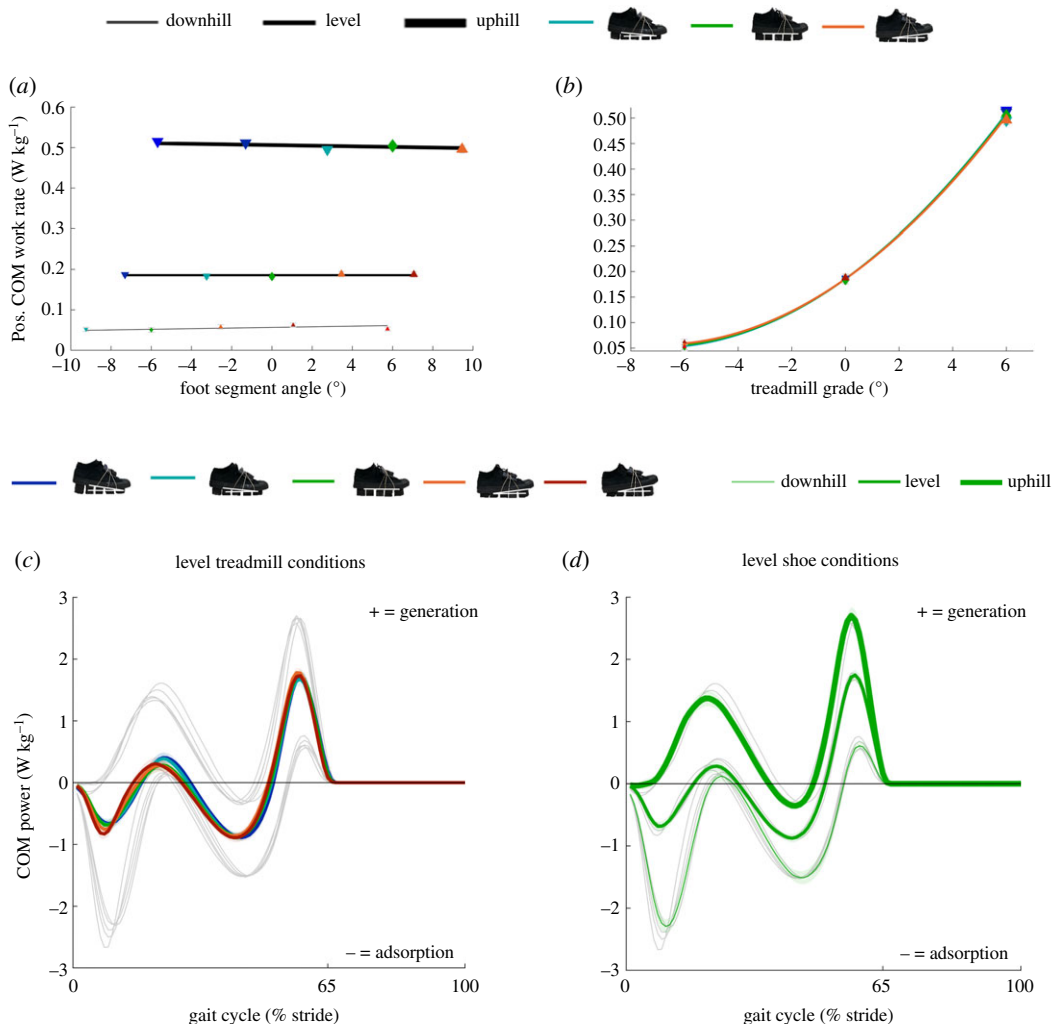 downhill level uphill
(a) (b)
Pos. COM work rate (W kg⁻¹)
0.6
0.5
0.4
0.3
0.2
0.1
0
–10 –8 –6 –4 –2 0 2 4 6 8 10
foot segment angle (°)
0.50
0.45
0.40
0.35
0.30
0.25
0.20
0.15
0.10
0.05
–8 –6 –4 –2 0 2 4 6
treadmill grade (°)
downhill level uphill
(c) level treadmill conditions
COM power (W kg⁻¹)
3
2
1
0
–1
–2
–3
+ = generation
– = adsorption
0 65 100
gait cycle (% stride)
(d) level shoe conditions
3
2
1
0
–1
–2
–3
+ = generation
– = adsorption
0 65 100
gait cycle (% stride)